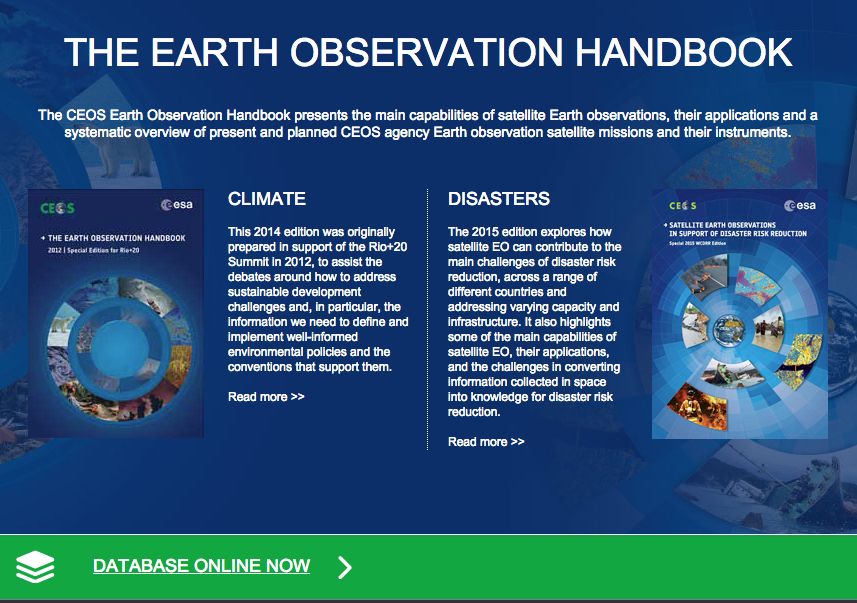 THE EARTH OBSERVATION HANDBOOK
The CEOS Earth Observation Handbook presents the main capabilities of satellite Earth observations, their applications and a
systematic overview of present and planned CEOS agency Earth observation satellite missions and their instruments.
CEOS esa
→ THE EARTH OBSERVATION HANDBOOK
2012 | Special Edition for Rio+20
CLIMATE
This 2014 edition was originally
prepared in support of the Rio+20
Summit in 2012, to assist the
debates around how to address
sustainable development
challenges and, in particular, the
information we need to define and
implement well-informed
environmental policies and the
conventions that support them.
Read more >>
DISASTERS
The 2015 edition explores how
satellite EO can contribute to the
main challenges of disaster risk
reduction, across a range of
different countries and
addressing varying capacity and
infrastructure. It also highlights
some of the main capabilities of
satellite EO, their applications,
and the challenges in converting
information collected in space
into knowledge for disaster risk
reduction.
Read more >>
CEOS esa
→ SATELLITE EARTH OBSERVATIONS
IN SUPPORT OF DISASTER RISK REDUCTION
Special 2015 WCDRR Edition
DATABASE ONLINE NOW